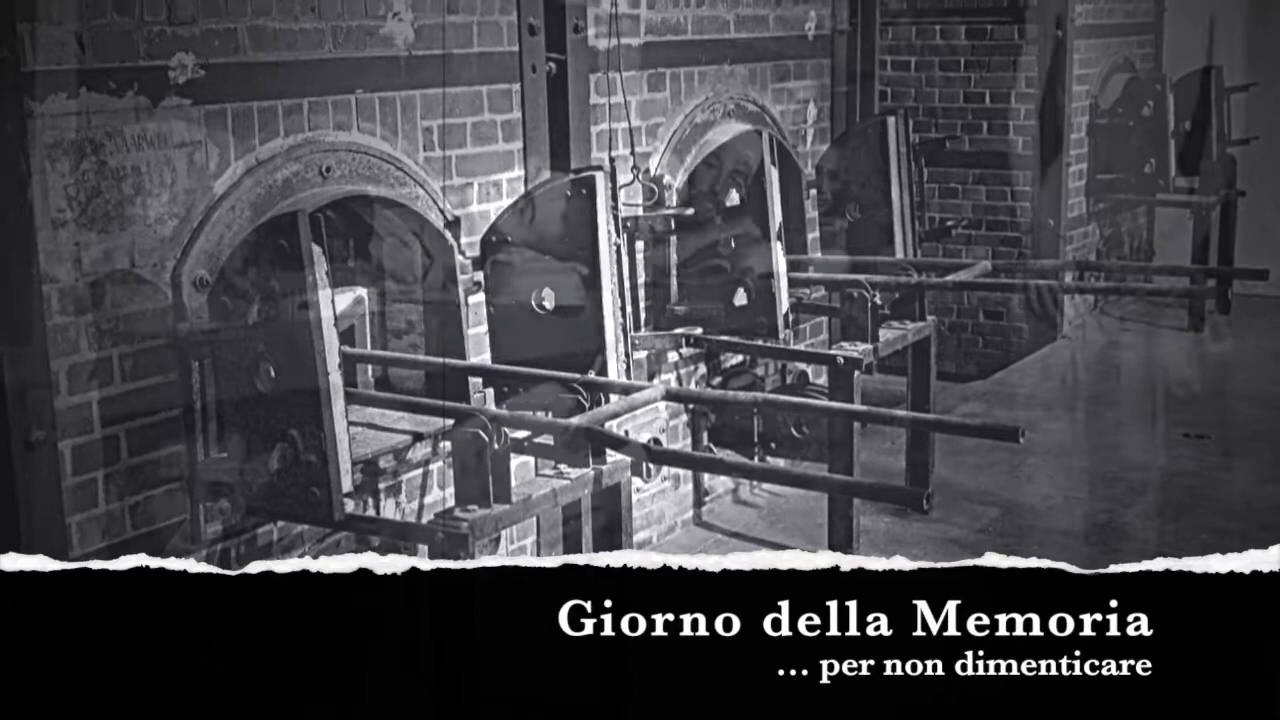 Giorno della Memoria
... per non dimenticare